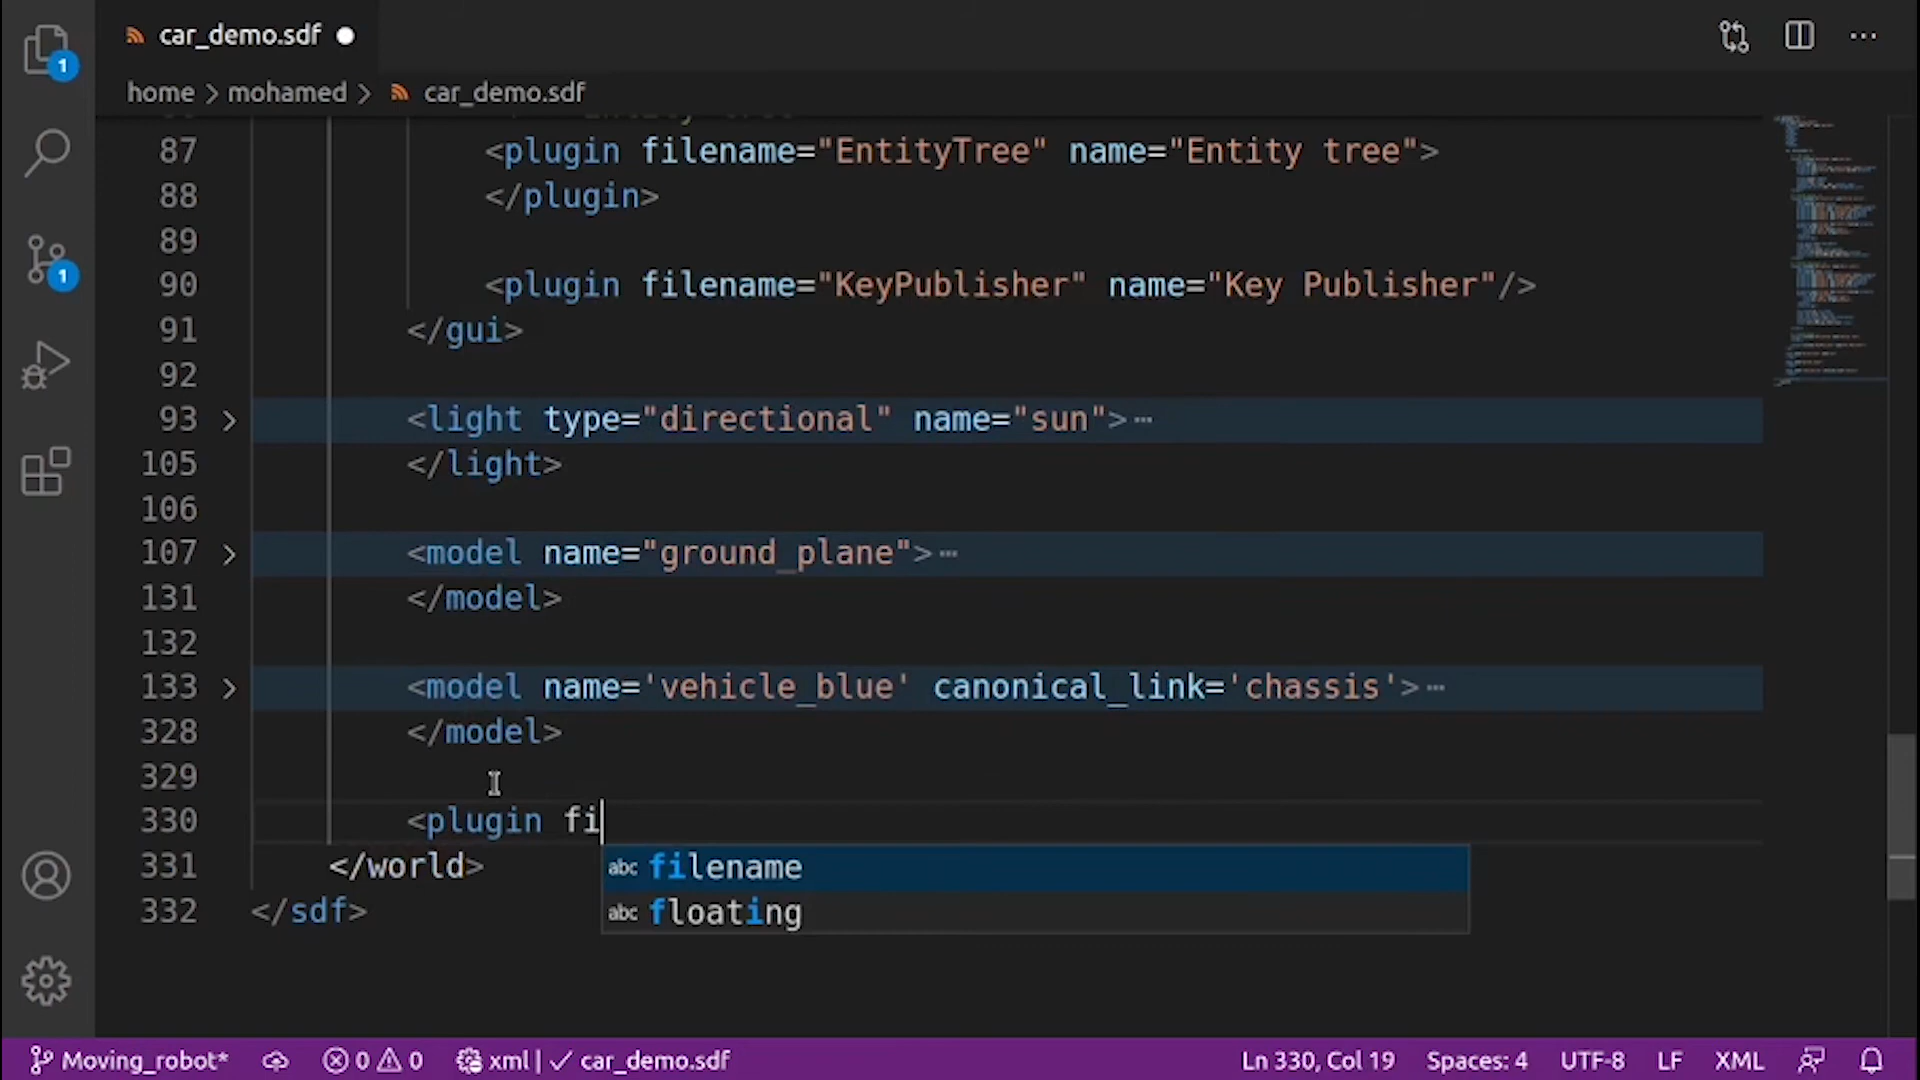 car_demo.sdf
home > mohamed > car_demo.sdf
87 <plugin filename="EntityTree" name="Entity tree">
88 </plugin>
89
90 <plugin filename="KeyPublisher" name="Key Publisher"/>
91 </gui>
92
93 <light type="directional" name="sun">⋯
105 </light>
106
107 <model name="ground_plane">⋯
131 </model>
132
133 <model name='vehicle_blue' canonical_link='chassis'>⋯
328 </model>
329
330 <plugin fi
331 </world>
abc filename
332 </sdf>
abc floating
1
1
Moving_robot* 0 0 xml | ✓ car_demo.sdf Ln 330, Col 19 Spaces: 4 UTF-8 LF XML